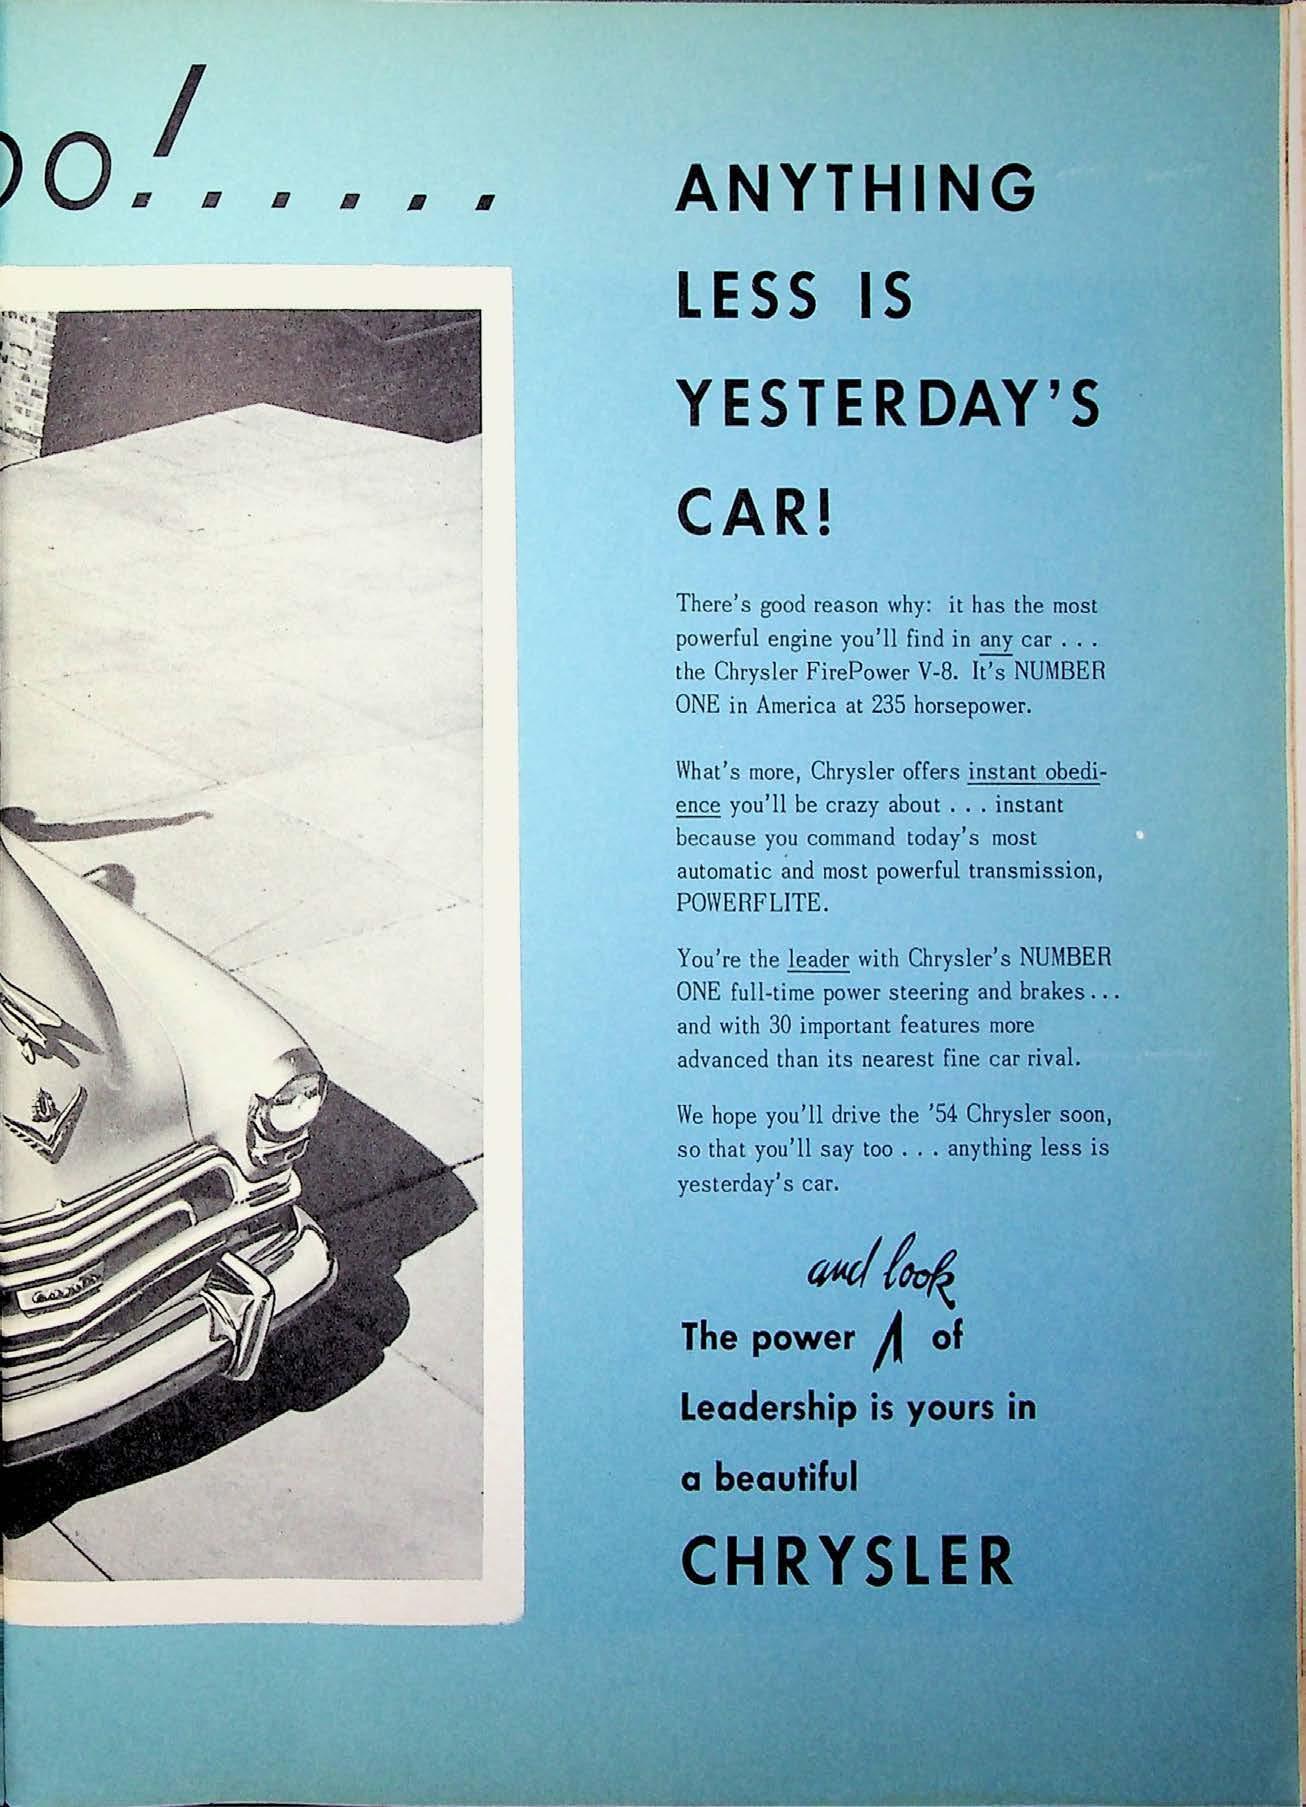 oo!......
ANYTHING
LESS IS
YESTERDAY'S
CAR!
There's good reason why: it has the most
powerful engine you'll find in any car . . .
the Chrysler FirePower V-8. It's NUMBER
ONE in America at 235 horsepower.
What's more, Chrysler offers instant obedi-
ence you'll be crazy about . . . instant
because you command today's most
automatic and most powerful transmission,
POWERFLITE.
You're the leader with Chrysler's NUMBER
ONE full-time power steering and brakes...
and with 30 important features more
advanced than its nearest fine car rival.
We hope you'll drive the '54 Chrysler soon,
so that you'll say too . . . anything less is
yesterday's car.
and look
The power of
Leadership is yours in
a beautiful
CHRYSLER